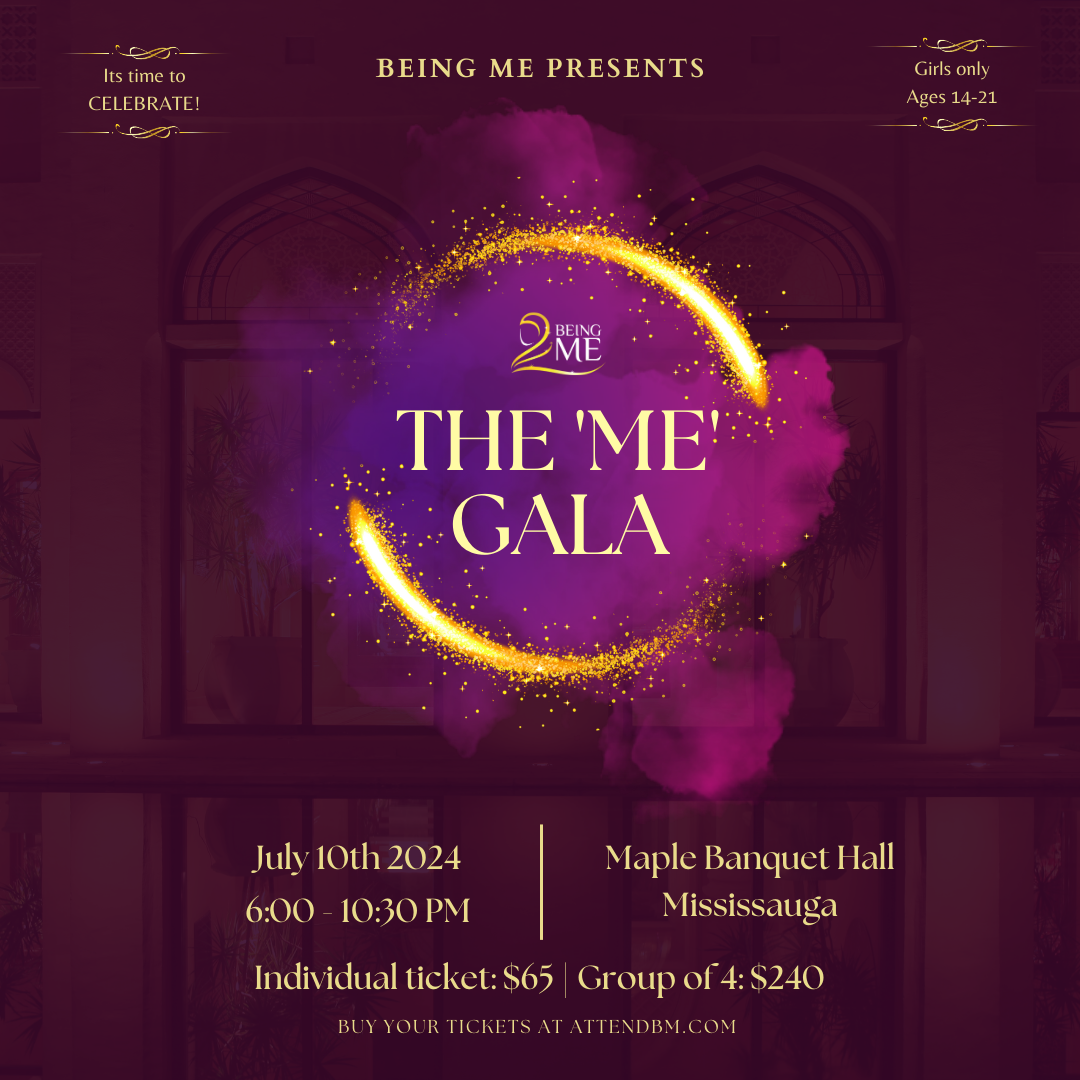 Its time to
CELEBRATE!
BEING ME PRESENTS
Girls only
Ages 14-21
2 BEING
ME
THE 'ME'
GALA
July 10th 2024
6:00 - 10:30 PM
Maple Banquet Hall
Mississauga
Individual ticket: $65 | Group of 4: $240
BUY YOUR TICKETS AT ATTENDBM.COM